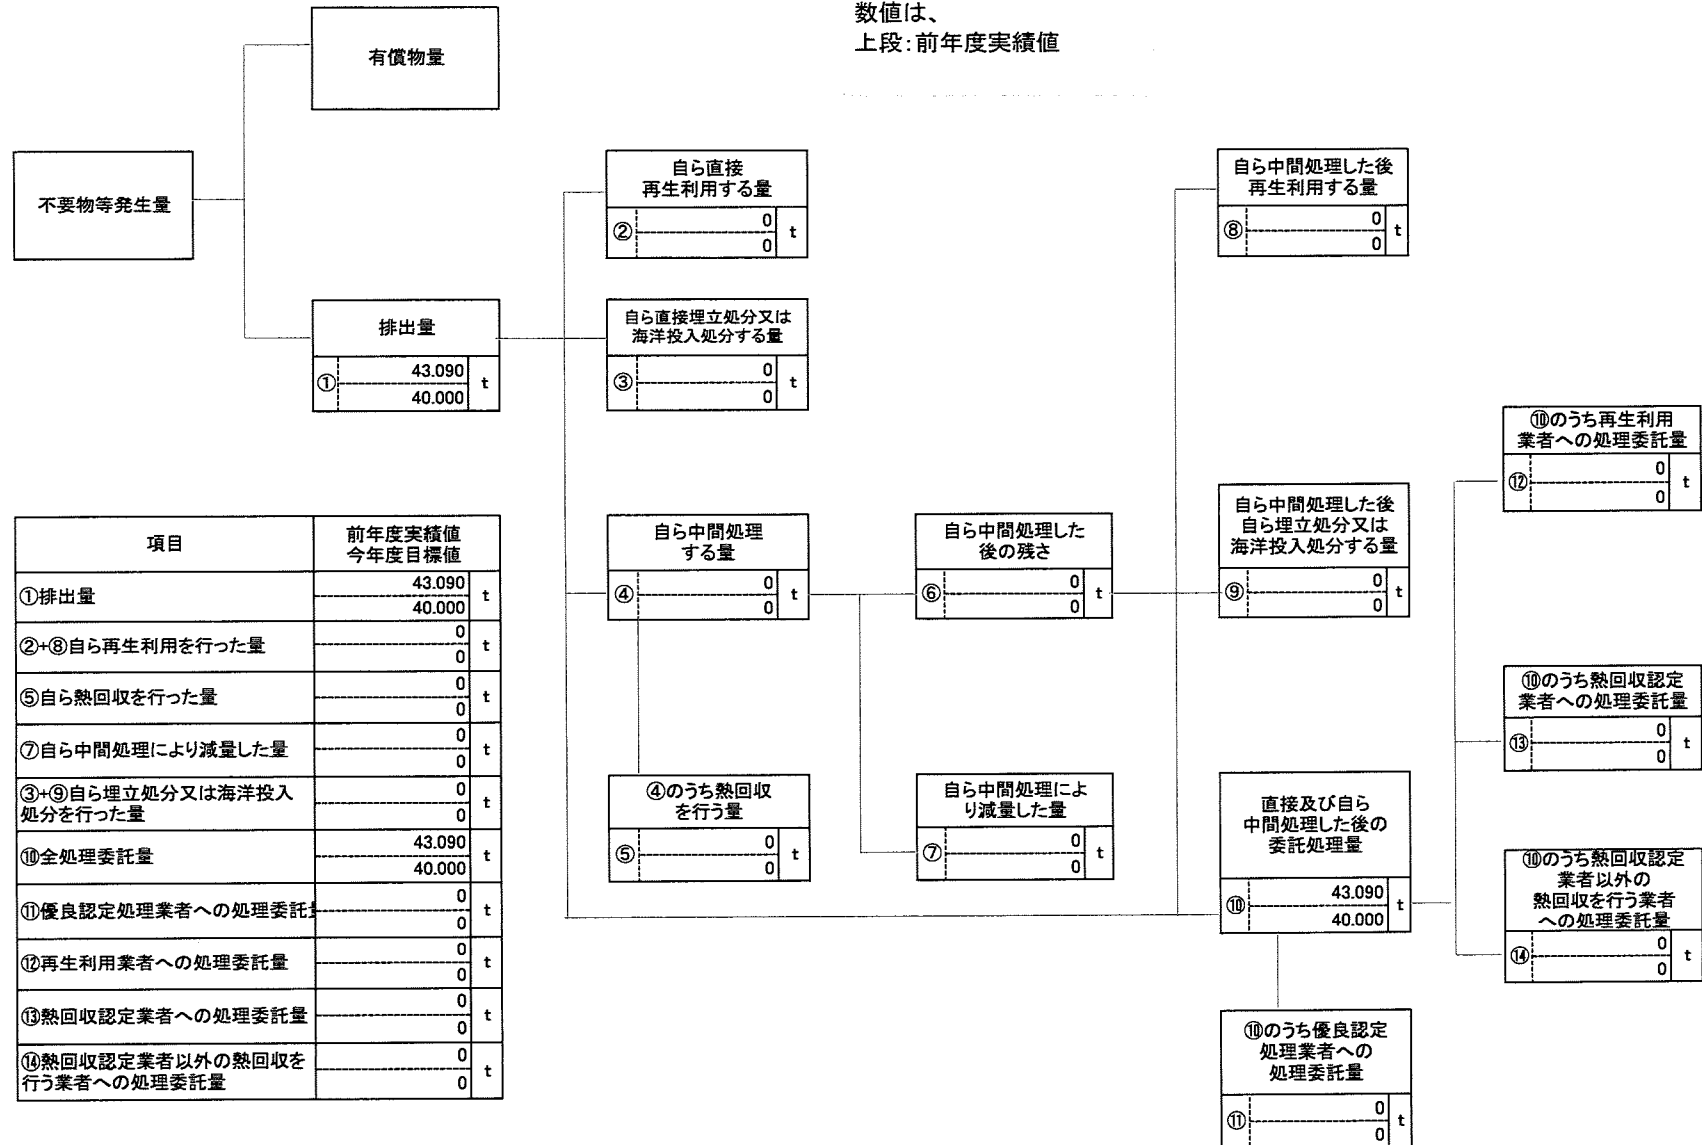 数値は、
上段：前年度実績値
有償物量
不要物等発生量
排出量
① 43.090 t
40.000
自ら直接
再生利用する量
② 0 t
0
自ら直接埋立処分又は
海洋投入処分する量
③ 0 t
0
自ら中間処理
する量
④ 0 t
0
④のうち熱回収
を行う量
⑤ 0 t
0
自ら中間処理した
後の残さ
⑥ 0 t
0
自ら中間処理によ
り減量した量
⑦ 0 t
0
自ら中間処理した後
再生利用する量
⑧ 0 t
0
自ら中間処理した後
自ら埋立処分又は
海洋投入処分する量
⑨ 0 t
0
直接及び自ら
中間処理した後の
委託処理量
⑩ 43.090 t
40.000
⑩のうち優良認定
処理業者への
処理委託量
⑪ 0 t
0
⑩のうち再生利用
業者への処理委託量
⑫ 0 t
0
⑩のうち熱回収認定
業者への処理委託量
⑬ 0 t
0
⑩のうち熱回収認定
業者以外の
熱回収を行う業者
への処理委託量
⑭ 0 t
0
項目 前年度実績値
今年度目標値
①排出量 43.090 t
40.000
②+⑧自ら再生利用を行った量 0 t
0
⑤自ら熱回収を行った量 0 t
0
⑦自ら中間処理により減量した量 0 t
0
③+⑨自ら埋立処分又は海洋投入 0 t
処分を行った量 0
⑩全処理委託量 43.090 t
40.000
⑪優良認定処理業者への処理委託 0 t
0
⑫再生利用業者への処理委託量 0 t
0
⑬熱回収認定業者への処理委託量 0 t
0
⑭熱回収認定業者以外の熱回収を 0 t
行う業者への処理委託量 0